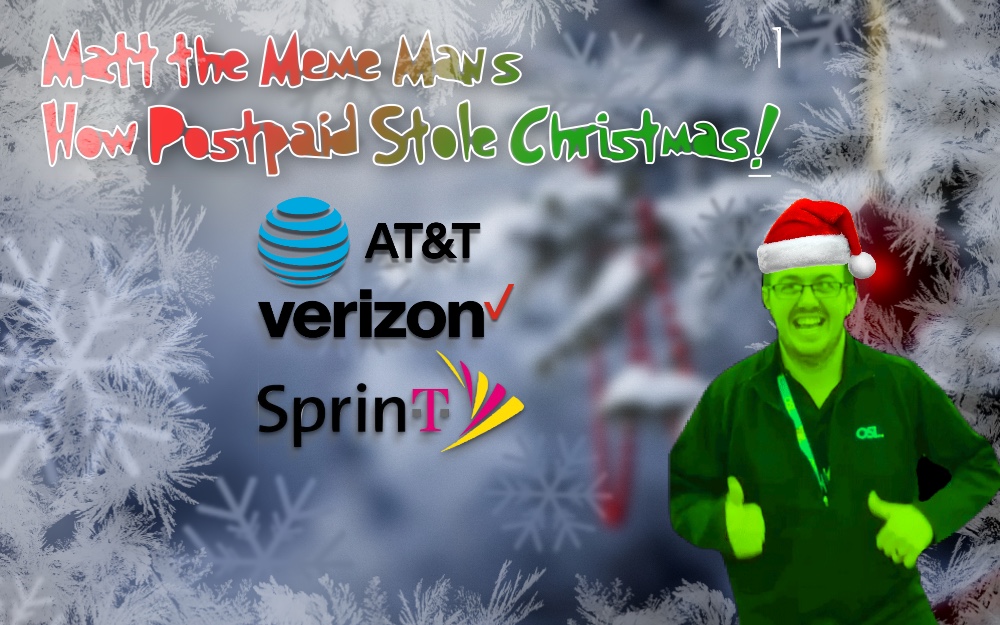 Matt the Meme Man's
How Postpaid Stole Christmas!
AT&T
verizon
SprinT
OSL